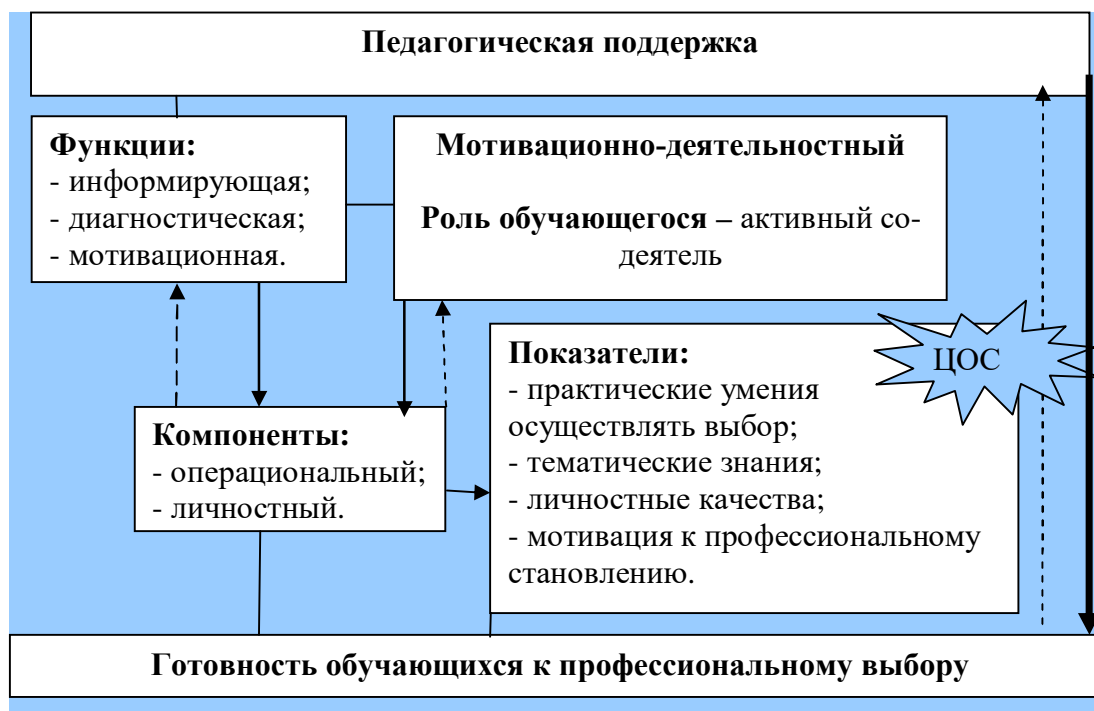 Педагогическая поддержка
Функции:
- информирующая;
- диагностическая;
- мотивационная.
Мотивационно-деятельностный
Роль обучающегося – активный со-
деятель
ЦОС
Показатели:
- практические умения
осуществлять выбор;
- тематические знания;
- личностные качества;
- мотивация к профессиональному
становлению.
Компоненты:
- операциональный;
- личностный.
Готовность обучающихся к профессиональному выбору